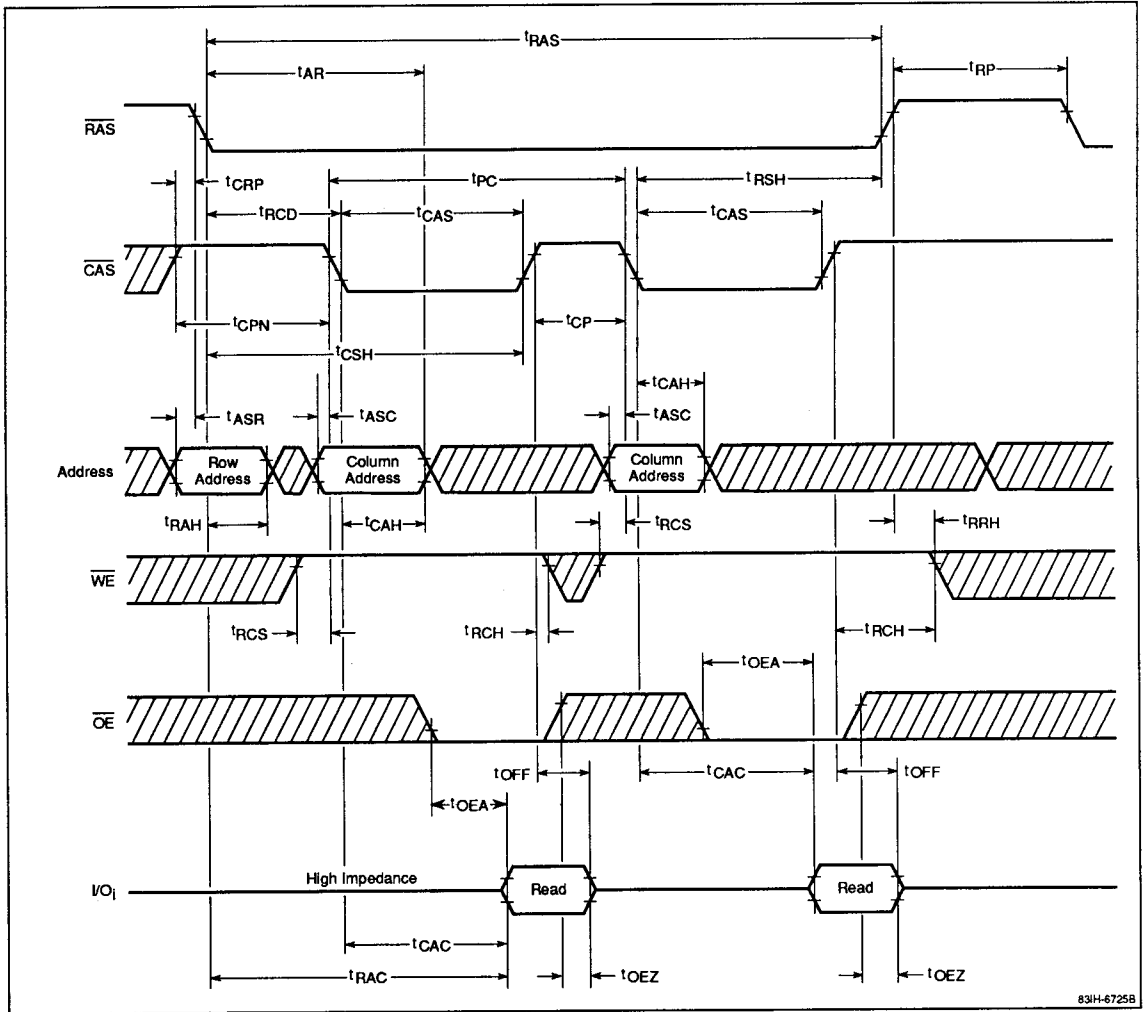 tRAS
tAR
tRP
RAS
tCRP
tPC
tRSH
tRCD
tCAS
tCAS
CAS
tCPN
tCP
tCSH
tCAH
tASR
tASC
tASC
Address
Row
Address
Column
Address
Column
Address
tRAH
tCAH
tRCS
tRRH
WE
tRCS
tRCH
tRCH
tOEA
OE
tOFF
tCAC
tOFF
tOEA
I/Oi
High Impedance
Read
Read
tCAC
tRAC
tOEZ
tOEZ
83IH-6725B